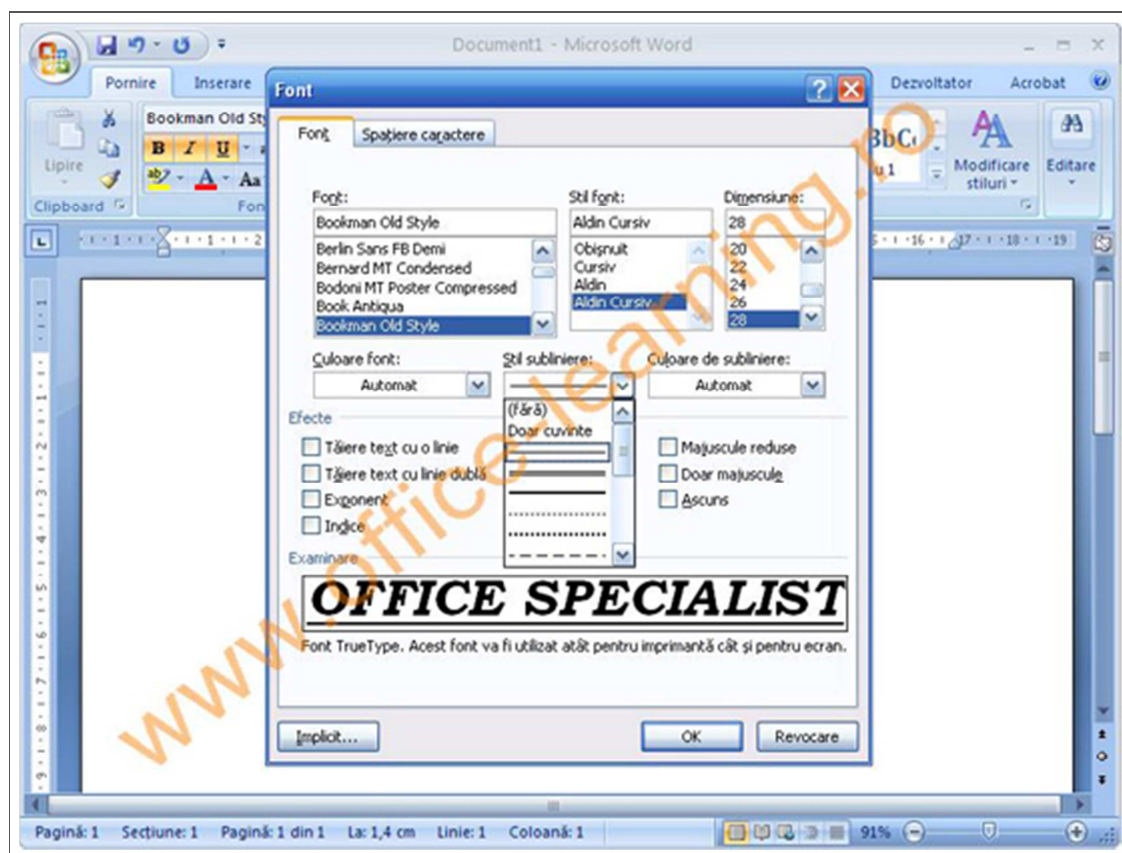 Document1 - Microsoft Word
Pornire Inserare Dezvoltator Acrobat
Font
Font Spațiere caractere
Bookman Old St
B I U
Lipire
ab A Aa
Clipboard Fon
BbC
u 1
Modificare stiluri
Editare
Font: Stil font: Dimensiune:
Bookman Old Style Aldin Cursiv 28
Berlin Sans FB Demi Obișnuit 20
Bernard MT Condensed Cursiv 22
Bodoni MT Poster Compressed Aldin 24
Book Antiqua Aldin Cursiv 26
Bookman Old Style 28
Culoare font: Stil subliniere: Culoare de subliniere:
Automat Automat
(fără)
Doar cuvinte
Efecte
Tăiere text cu o linie Majuscule reduse
Tăiere text cu linie dublă Doar majuscule
Exponent Ascuns
Indice
Examinare
OFFICE SPECIALIST
Font TrueType. Acest font va fi utilizat atât pentru imprimantă cât și pentru ecran.
Implicit... OK Revocare
Pagină: 1 Secțiune: 1 Pagină: 1 din 1 La: 1,4 cm Linie: 1 Coloană: 1 91%
www.office-learning.ro